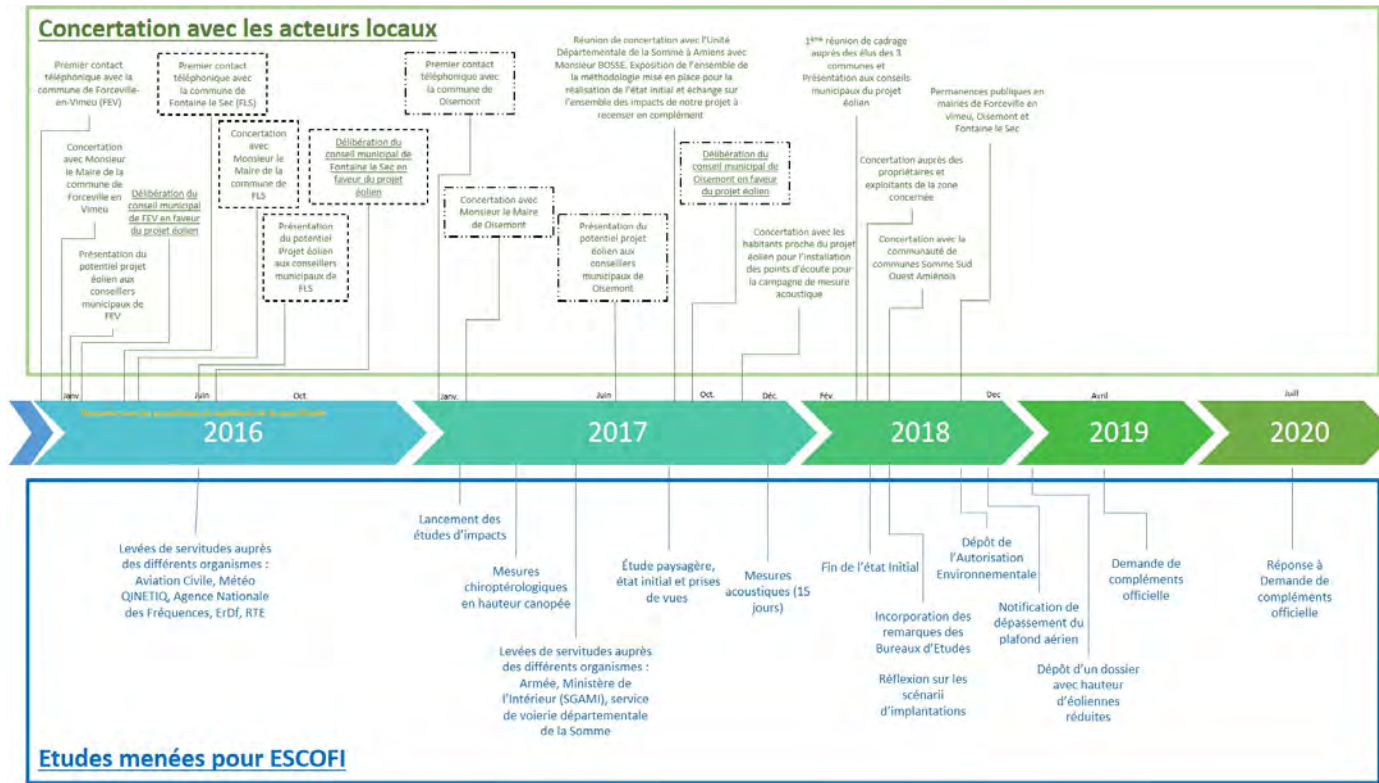 Concertation avec les acteurs locaux
Premier contact
téléphonique avec la
commune de Forceville-
en-Vimeu (FEV)
Concertation
avec Monsieur
le Maire de la
commune de
Forceville en
Vimeu
Présentation du
potentiel projet
éolien aux
conseillers
municipaux de
FEV
Délibération du
conseil municipal
de FEV en faveur
du projet éolien
Premier contact
téléphonique avec
la commune de
Fontaine le Sec (FLS)
Concertation
avec
Monsieur le
Maire de la
commune de
FLS
Présentation
du potentiel
Projet éolien
aux conseillers
municipaux de
FLS
Délibération du
conseil municipal de
Fontaine le Sec en
faveur du projet
éolien
Premier contact
téléphonique avec
la commune de
Oisemont
Concertation avec
Monsieur le Maire
de Oisemont
Réunion de concertation avec l'Unité
Départementale de la Somme à Amiens avec
Monsieur BOSSE. Exposition de l'ensemble de
la méthodologie mise en place pour la
réalisation de l'état initial et échange sur
l'ensemble des impacts de notre projet à
recenser en complément
Présentation du
potentiel projet
éolien aux
conseillers
municipaux de
Oisemont
Délibération du
conseil municipal de
Oisemont en faveur
du projet éolien
Concertation avec les
habitants proche du projet
éolien pour l'installation
des points d'écoute pour
la campagne de mesure
acoustique
1ème réunion de cadrage
auprès des élus des 3
communes et
Présentation aux conseils
municipaux du projet
éolien
Concertation auprès des
propriétaires et
exploitants de la zone
concernée
Concertation avec la
communauté de
communes Somme Sud
Ouest Amiénois
Permanences publiques en
mairies de Forceville en
vimeu, Oisemont et
Fontaine le Sec
Janv.
Juin
Oct.
Janv.
Juin
Oct.
Déc.
Fév.
Dec
Avril
Juill
2016
2017
2018
2019
2020
Levées de servitudes auprès
des différents organismes :
Aviation Civile, Météo
QINETIQ, Agence Nationale
des Fréquences, ErDf, RTE
Lancement des
études d'impacts
Mesures
chiroptérologiques
en hauteur canopée
Levées de servitudes auprès
des différents organismes :
Armée, Ministère de
l'Intérieur (SGAMI), service
de voierie départementale
de la Somme
Étude paysagère,
état initial et prises
de vues
Mesures
acoustiques (15
jours)
Fin de l'état Initial
Incorporation des
remarques des
Bureaux d'Etudes
Réflexion sur les
scénarii
d'implantations
Dépôt de
l'Autorisation
Environnementale
Notification de
dépassement du
plafond aérien
Dépôt d'un dossier
avec hauteur
d'éoliennes
réduites
Demande de
compléments
officielle
Réponse à
Demande de
compléments
officielle
Etudes menées pour ESCOFI